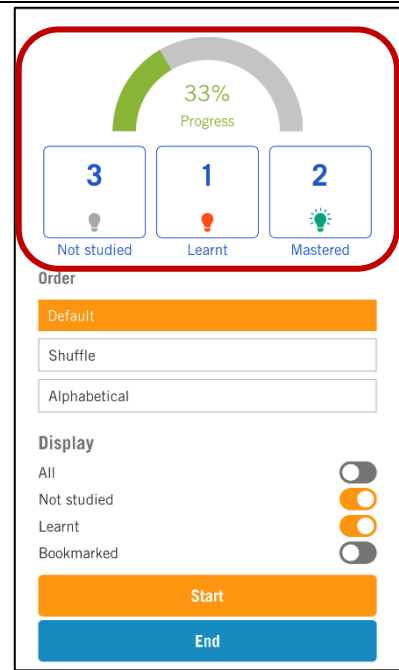 33%
Progress
3 1 2
Not studied Learnt Mastered
Order
Default
Shuffle
Alphabetical
Display
All
Not studied
Learnt
Bookmarked
Start
End